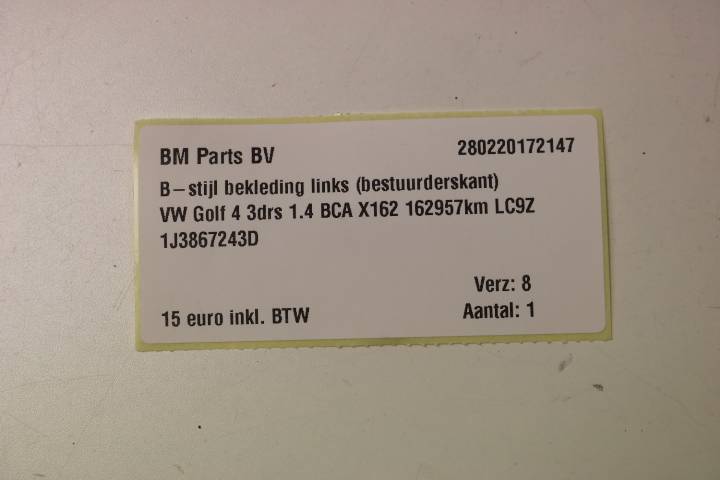 BM Parts BV 280220172147
B-stijl bekleding links (bestuurderskant)
VW Golf 4 3drs 1.4 BCA X162 162957km LC9Z
1J3867243D
Verz: 8
15 euro inkl. BTW Aantal: 1